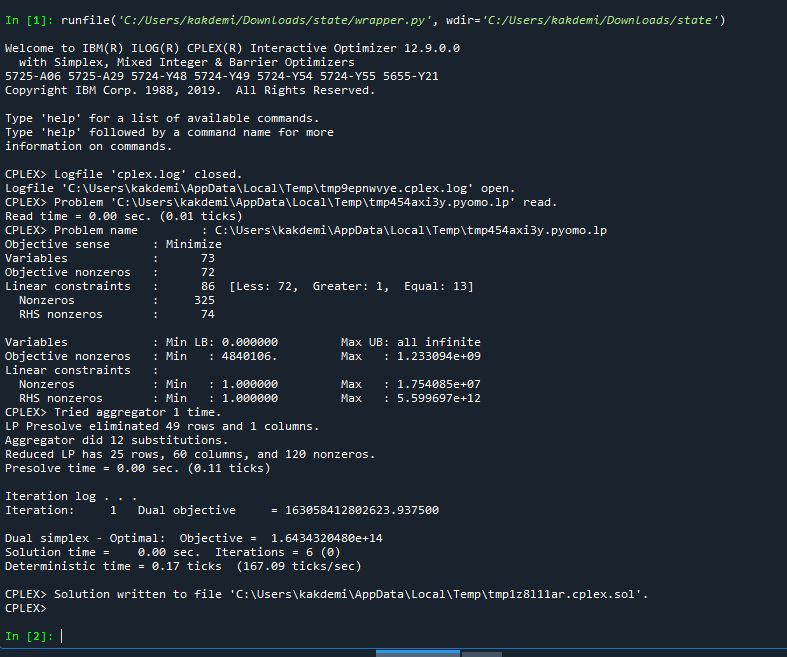 In [1]: runfile('C:/Users/kakdemi/Downloads/state/wrapper.py', wdir='C:/Users/kakdemi/Downloads/state')
Welcome to IBM(R) ILOG(R) CPLEX(R) Interactive Optimizer 12.9.0.0
  with Simplex, Mixed Integer & Barrier Optimizers
5725-A06 5725-A29 5724-Y48 5724-Y49 5724-Y54 5724-Y55 5655-Y21
Copyright IBM Corp. 1988, 2019.  All Rights Reserved.
Type 'help' for a list of available commands.
Type 'help' followed by a command name for more
information on commands.
CPLEX> Logfile 'cplex.log' closed.
Logfile 'C:\Users\kakdemi\AppData\Local\Temp\tmp9epnwvye.cplex.log' open.
CPLEX> Problem 'C:\Users\kakdemi\AppData\Local\Temp\tmp454axi3y.pyomo.lp' read.
Read time = 0.00 sec. (0.01 ticks)
CPLEX> Problem name         : C:\Users\kakdemi\AppData\Local\Temp\tmp454axi3y.pyomo.lp
Objective sense      : Minimize
Variables            :      73
Objective nonzeros   :      72
Linear constraints   :      86  [Less: 72,  Greater: 1,  Equal: 13]
  Nonzeros           :     325
  RHS nonzeros       :      74
Variables            : Min LB: 0.000000         Max UB: all infinite
Objective nonzeros   : Min   : 4840106.         Max   : 1.233094e+09
Linear constraints   :
  Nonzeros           : Min   : 1.000000         Max   : 1.754085e+07
  RHS nonzeros       : Min   : 1.000000         Max   : 5.599697e+12
CPLEX> Tried aggregator 1 time.
LP Presolve eliminated 49 rows and 1 columns.
Aggregator did 12 substitutions.
Reduced LP has 25 rows, 60 columns, and 120 nonzeros.
Presolve time = 0.00 sec. (0.11 ticks)
Iteration log . . .
Iteration:     1   Dual objective     = 163058412802623.937500
Dual simplex - Optimal:  Objective =  1.6434320480e+14
Solution time =    0.00 sec.  Iterations = 6 (0)
Deterministic time = 0.17 ticks  (167.09 ticks/sec)
CPLEX> Solution written to file 'C:\Users\kakdemi\AppData\Local\Temp\tmp1z8l11ar.cplex.sol'.
CPLEX>
In [2]: